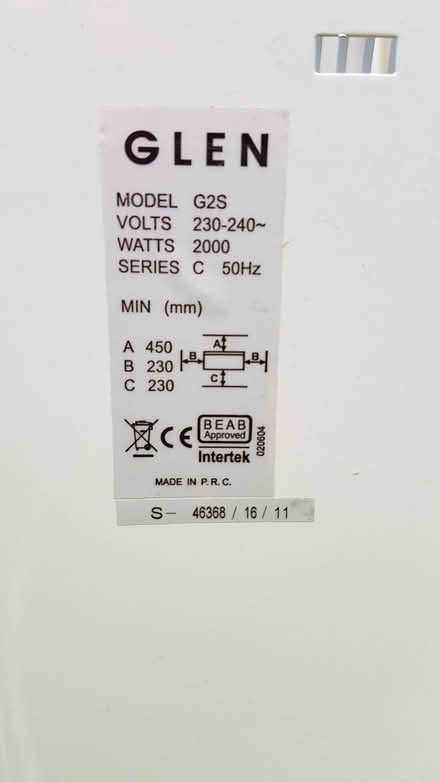 GLEN
MODEL G2S
VOLTS 230-240~
WATTS 2000
SERIES C 50Hz
MIN (mm)
A 450
B 230
C 230
A
B B
C
CE
BEAB
Approved
Intertek
020604
MADE IN P.R.C.
S- 46368 / 16 / 11